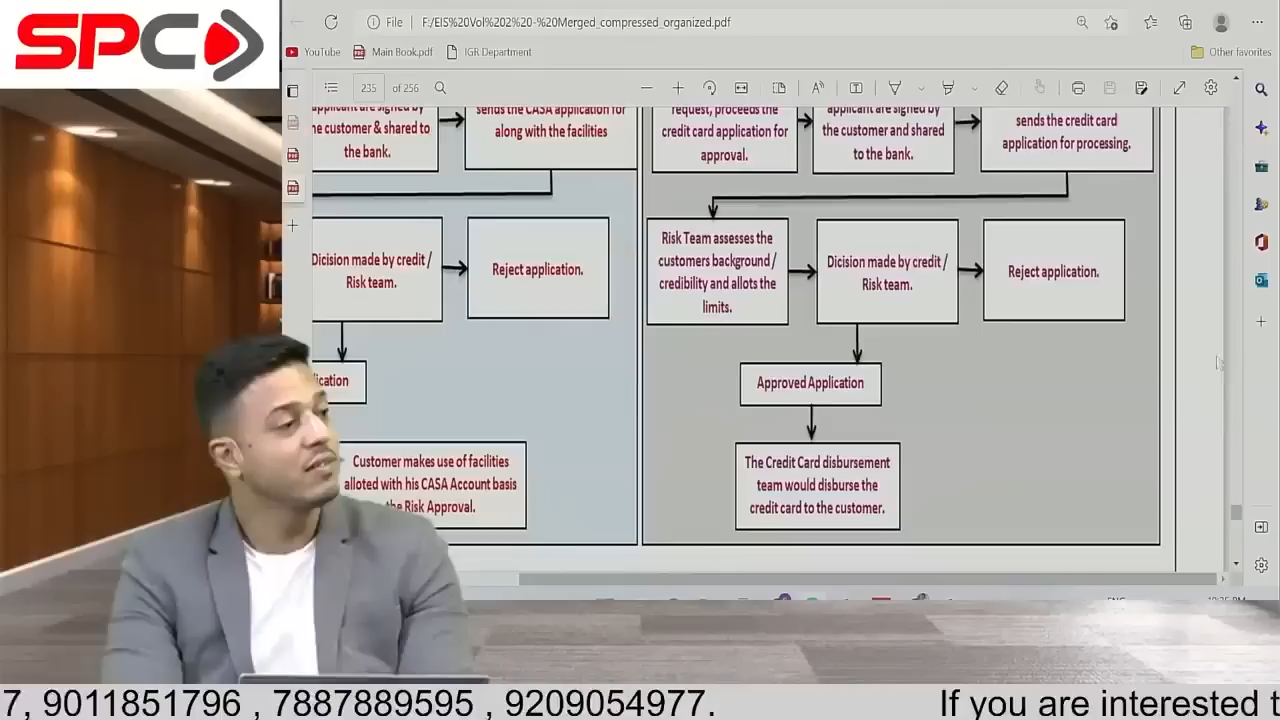 SPC
File
F:/EIS%20Vol%202%20-%20Merged_compressed_organized.pdf
YouTube
Main Book.pdf
IGR Department
Other favorites
235
of 256
applicant are signed by
the customer & shared to
the bank.
sends the CASA application for
along with the facilities
request, proceeds the
credit card application for
approval.
applicant are signed by
the customer and shared
to the bank.
sends the credit card
application for processing.
Dicision made by credit /
Risk team.
Reject application.
Risk Team assesses the
customers background /
credibility and allots the
limits.
Dicision made by credit /
Risk team.
Reject application.
Approved Application
Customer makes use of facilities
alloted with his CASA Account basis
the Risk Approval.
The Credit Card disbursement
team would disburse the
credit card to the customer.
7, 9011851796 , 7887889595 , 9209054977. If you are interested t